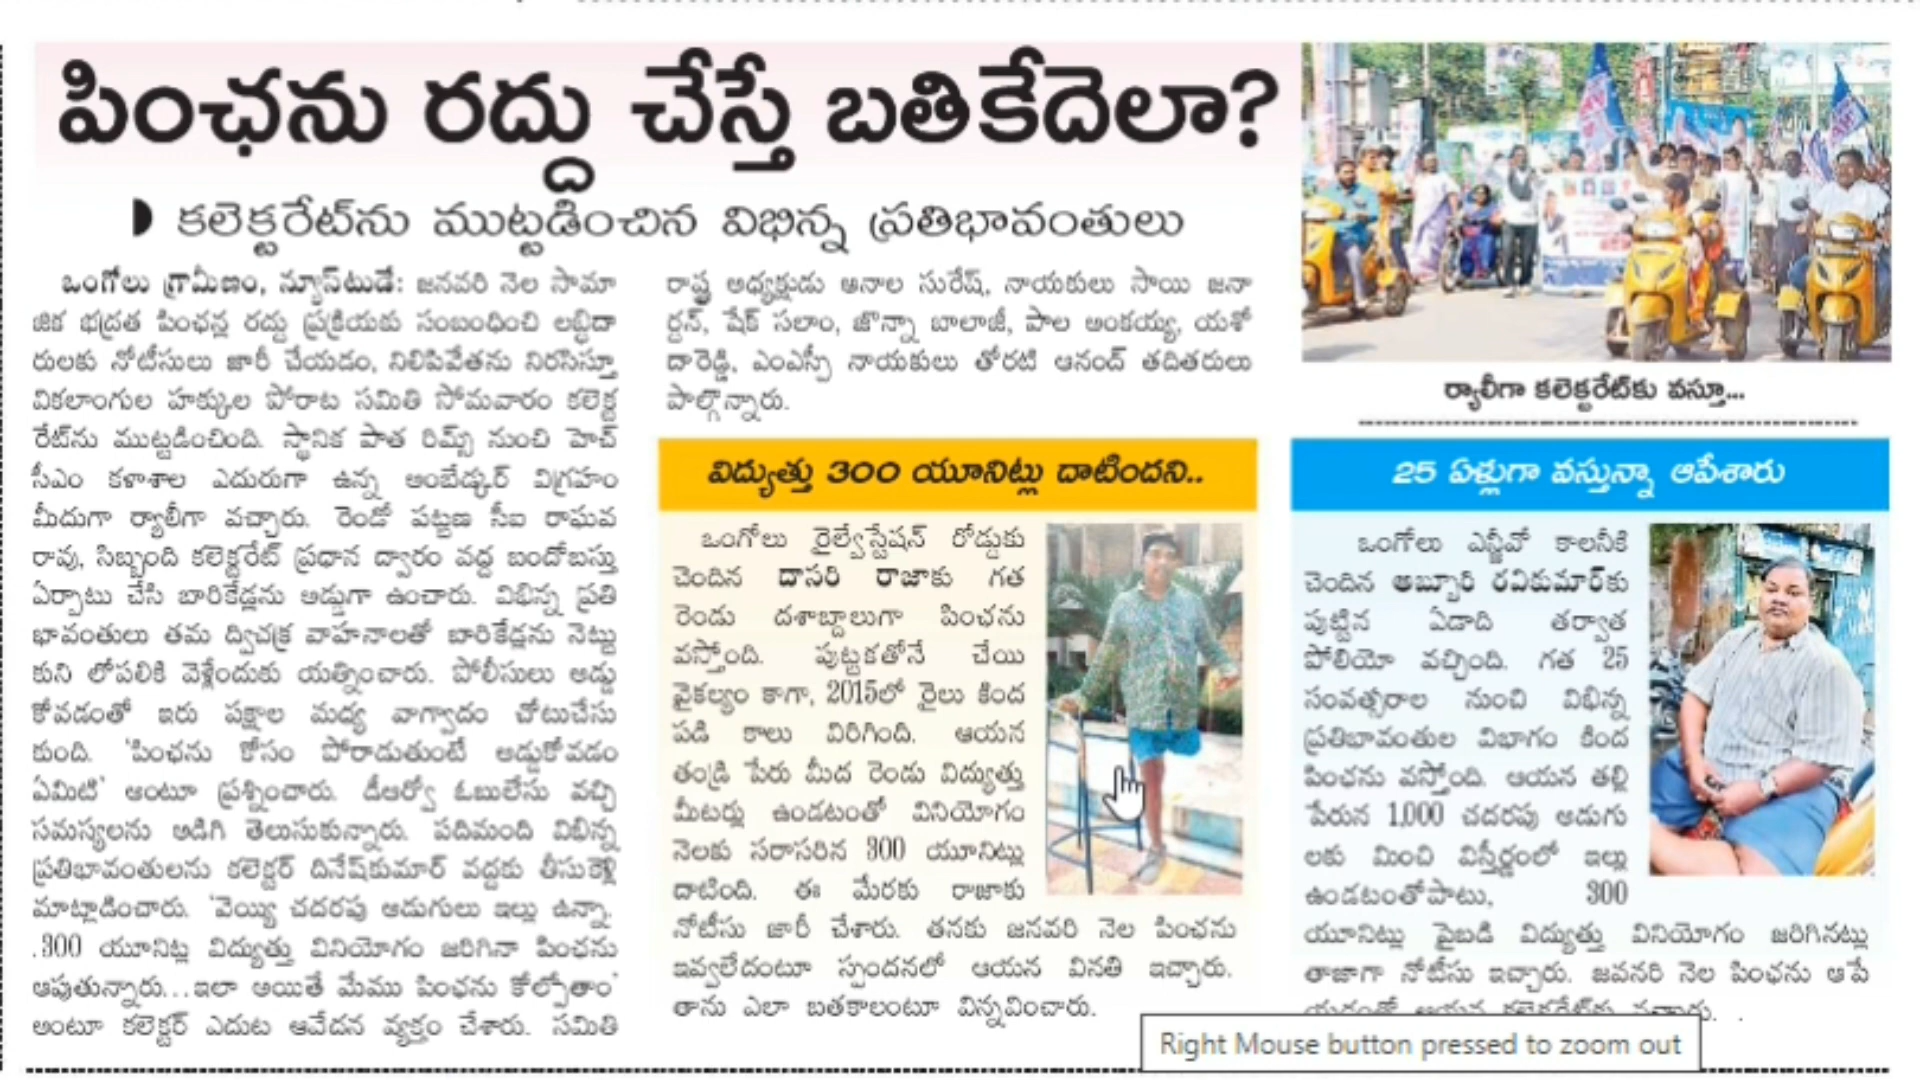 పింఛను రద్దు చేస్తే బతికేదెలా?
కలెక్టరేట్‌ను ముట్టడించిన విభిన్న ప్రతిభావంతులు
ఒంగోలు గ్రామీణం, న్యూస్‌టుడే: జనవరి నెల సామా
జిక భద్రత పింఛన్ల రద్దు ప్రక్రియకు సంబంధించి లబ్ధిదా
రులకు నోటీసులు జారీ చేయడం, నిలిపివేతను నిరసిస్తూ
వికలాంగుల హక్కుల పోరాట సమితి సోమవారం కలెక్ట
రేట్‌ను ముట్టడించింది. స్థానిక పాత రిమ్స్ నుంచి హెచ్
సీఎం కళాశాల ఎదురుగా ఉన్న అంబేడ్కర్ విగ్రహం
మీదుగా ర్యాలీగా వచ్చారు. రెండో పట్టణ సీఐ రాఘవ
రావు, సిబ్బంది కలెక్టరేట్ ప్రధాన ద్వారం వద్ద బందోబస్తు
ఏర్పాటు చేసి బారికేడ్లను అడ్డుగా ఉంచారు. విభిన్న ప్రతి
భావంతులు తమ ద్విచక్ర వాహనాలతో బారికేడ్లను నెట్టు
కుని లోపలికి వెళ్లేందుకు యత్నించారు. పోలీసులు అడ్డు
కోవడంతో ఇరు పక్షాల మధ్య వాగ్వాదం చోటుచేసు
కుంది. 'పింఛను కోసం పోరాడుతుంటే అడ్డుకోవడం
ఏమిటి' అంటూ ప్రశ్నించారు. డీఆర్వో ఓబులేసు వచ్చి
సమస్యలను అడిగి తెలుసుకున్నారు. పదిమంది విభిన్న
ప్రతిభావంతులను కలెక్టర్ దినేష్‌కుమార్ వద్దకు తీసుకెళ్లి
మాట్లాడించారు. 'వెయ్యి చదరపు ఆడుగులు ఇల్లు ఉన్నా,
.300 యూనిట్ల విద్యుత్తు వినియోగం జరిగినా పింఛను
ఆపుతున్నారు...ఇలా అయితే మేము పింఛను కోల్పోతాం'
అంటూ కలెక్టర్ ఎదుట ఆవేదన వ్యక్తం చేశారు. సమితి
రాష్ట్ర అధ్యక్షుడు అనాల సురేష్, నాయకులు సాయి జనా
ర్దన్, షేక్ సలాం, జొన్నా బాలాజీ, పాల అంకయ్య, యశో
దారెడ్డి, ఎంఎస్పీ నాయకులు తోరటి ఆనంద్ తదితరులు
పాల్గొన్నారు.
ర్యాలీగా కలెక్టరేట్‌కు వస్తూ...
విద్యుత్తు 300 యూనిట్లు దాటిందని..
ఒంగోలు రైల్వేస్టేషన్ రోడ్డుకు
చెందిన దాసరి రాజాకు గత
రెండు దశాబ్దాలుగా పింఛను
వస్తోంది. పుట్టకతోనే చేయి
వైకల్యం కాగా, 2015లో రైలు కింద
పడి కాలు విరిగింది. ఆయన
తండ్రి పేరు మీద రెండు విద్యుత్తు
మీటర్లు ఉండటంతో వినియోగం
నెలకు సరాసరిన 300 యూనిట్లు
దాటింది. ఈ మేరకు రాజాకు
నోటీసు జారీ చేశారు. తనకు జనవరి నెల పింఛను
ఇవ్వలేదంటూ స్పందనలో ఆయన వినతి ఇచ్చారు.
తాను ఎలా బతకాలంటూ విన్నవించారు.
25 ఏళ్లుగా వస్తున్నా ఆపేశారు
ఒంగోలు ఎన్జీవో కాలనీకి
చెందిన అబ్బూరి రవికుమార్‌కు
పుట్టిన ఏడాది తర్వాత
పోలియో వచ్చింది. గత 25
సంవత్సరాల నుంచి విభిన్న
ప్రతిభావంతుల విభాగం కింద
పింఛను వస్తోంది. ఆయన తల్లి
పేరున 1,000 చదరపు అడుగు
లకు మించి విస్తీర్ణంలో ఇల్లు
ఉండటంతోపాటు, 300
యూనిట్లు పైబడి విద్యుత్తు వినియోగం జరిగినట్లు
తాజాగా నోటీసు ఇచ్చారు. జవనరి నెల పింఛను ఆపే
Right Mouse button pressed to zoom out